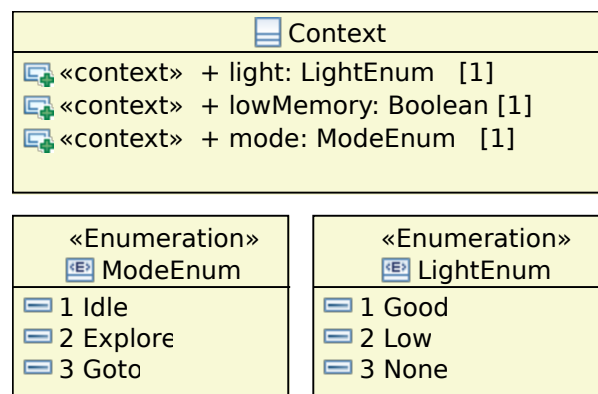 Context
«context» + light: LightEnum [1]
«context» + lowMemory: Boolean [1]
«context» + mode: ModeEnum [1]
«Enumeration»
ModeEnum
1 Idle
2 Explore
3 Goto
«Enumeration»
LightEnum
1 Good
2 Low
3 None